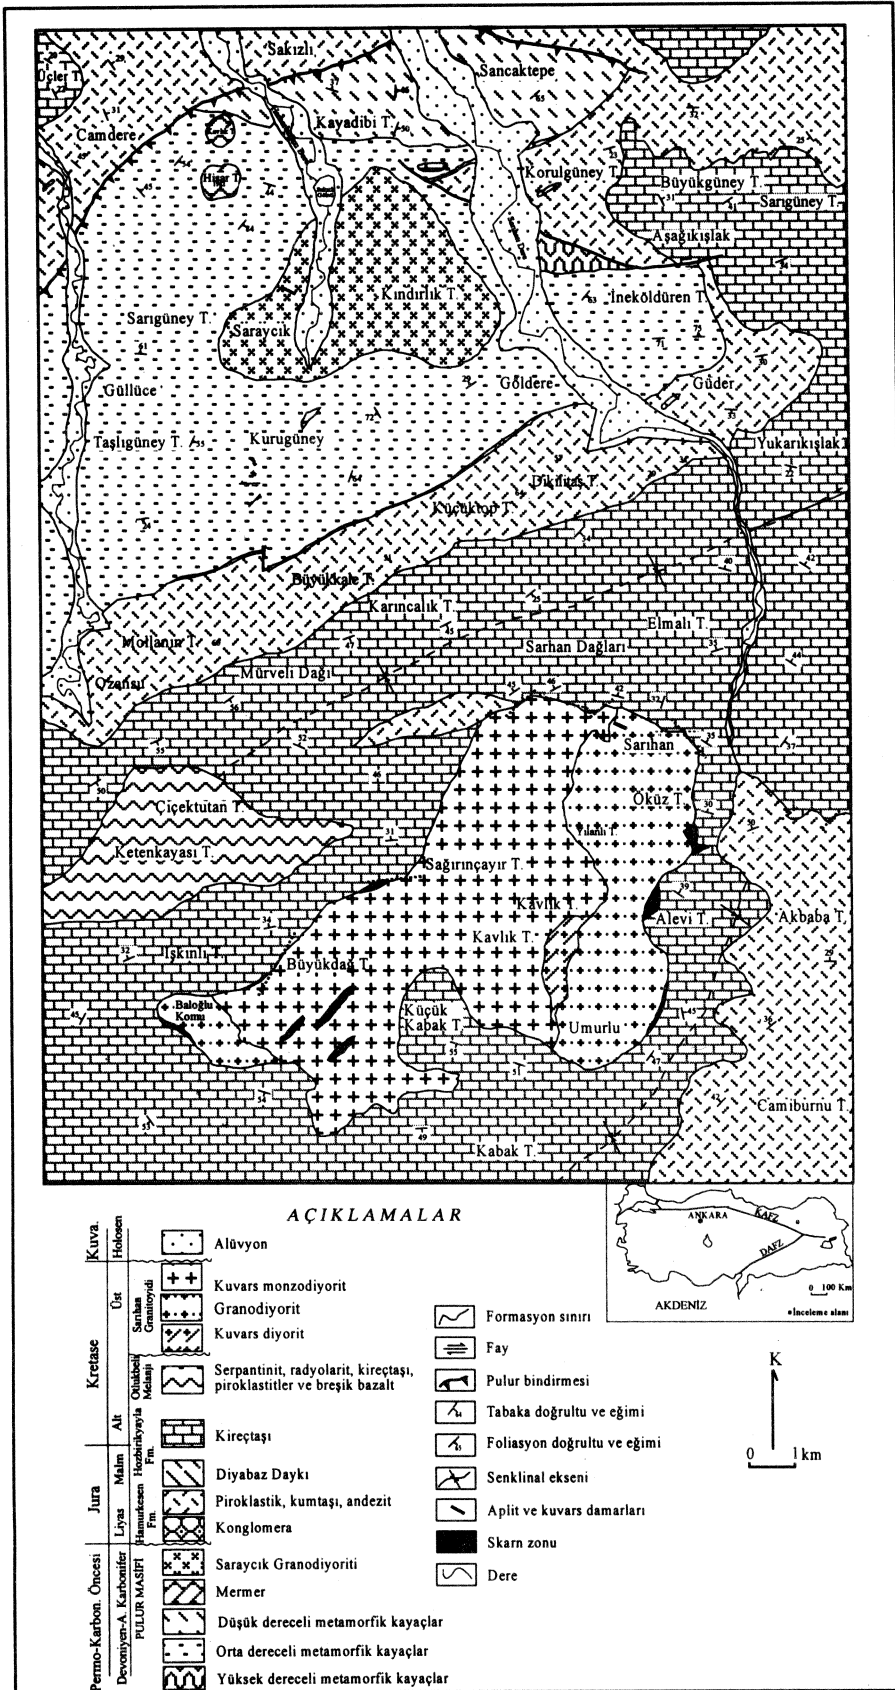 Sakızlı
Sancaktepe
Üçler T.
Camdere
Kayadibi T.
Hisar T.
Korulgüney T.
Büyükgüney T.
Sarıgüney T.
Aşağıkışlak
Kındırlık T.
İneköldüren T.
Sarıgüney T.
Saraycık
Güllüce
Göldere
Güder
Taşlıgüney T.
Kurugüney
Yukarıkışlak
Dikilitaş T.
Küçüktop T.
Büyükkale T.
Karıncalık T.
Elmalı T.
Mollanın T.
Sarhan Dağları
Mürveli Dağı
Ozansu
Sarıhan
Öküz T.
Çiçektutan T.
Yılanlı T.
Ketenkayası T.
Sağırınçayır T.
Kavlık T.
Alevi T.
Akbaba T.
Kavlık T.
Işkınlı T.
Büyükdağ T.
Baloğlu
Komu
Küçük
Kabak T.
Umurlu
Camiburnu T.
Kabak T.
AÇIKLAMALAR
ANKARA
KAFZ
DAFZ
0 100 Km
AKDENİZ
İnceleme alanı
Kuva.
Holosen
Alüvyon
Kretase
Üst
Sarıhan
Granitoyidi
Kuvars monzodiyorit
Granodiyorit
Kuvars diyorit
Otlukbeli
Melanjı
Serpantinit, radyolarit, kireçtaşı,
piroklastitler ve breşik bazalt
Alt
Hozbirikyayla
Fm.
Kireçtaşı
Jura
Malm
Diyabaz Daykı
Liyas
Hamurkesen
Fm.
Piroklastik, kumtaşı, andezit
Konglomera
Permo-Karbon. Öncesi
Devoniyen-A. Karbonifer
PULUR MASİFİ
Saraycık Granodiyoriti
Mermer
Düşük dereceli metamorfik kayaçlar
Orta dereceli metamorfik kayaçlar
Yüksek dereceli metamorfik kayaçlar
Formasyon sınırı
Fay
Pulur bindirmesi
Tabaka doğrultu ve eğimi
Foliasyon doğrultu ve eğimi
Senklinal ekseni
Aplit ve kuvars damarları
Skarn zonu
Dere
K
0 1 km